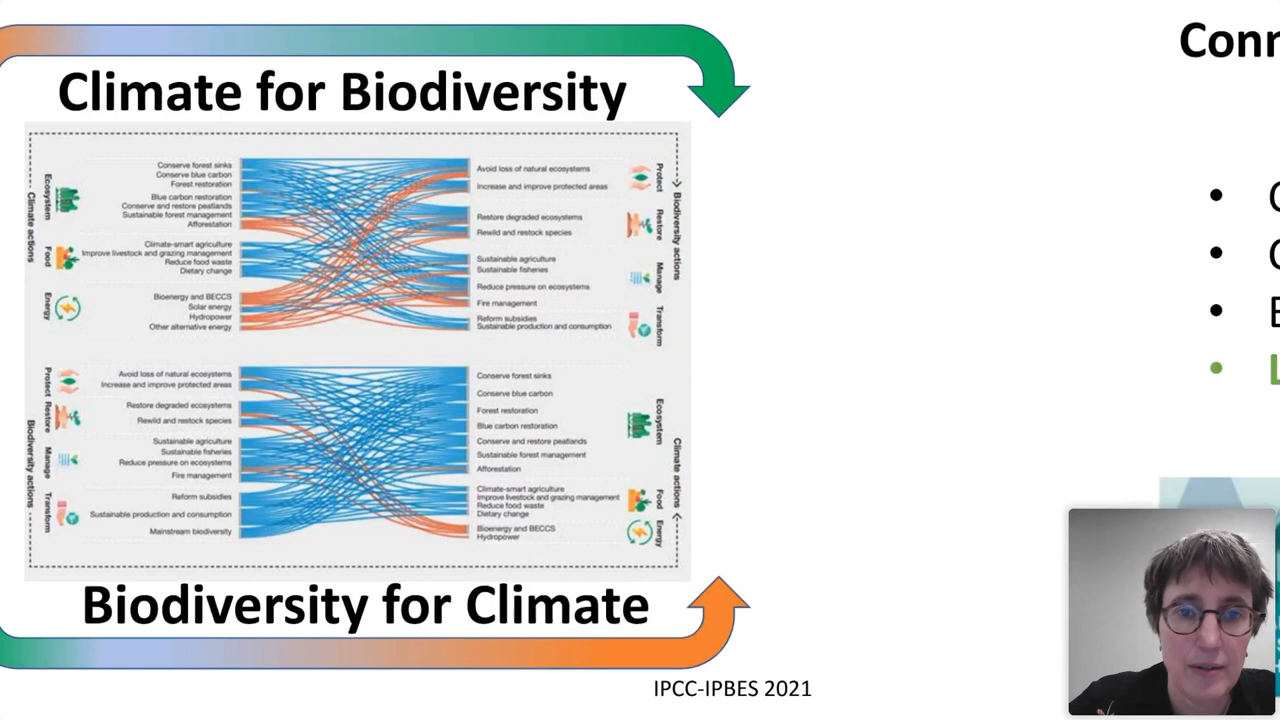 Conr
Climate for Biodiversity
Climate actions
Ecosystem
Conserve forest sinks
Conserve blue carbon
Forest restoration
Blue carbon restoration
Conserve and restore peatlands
Sustainable forest management
Afforestation
Food
Climate-smart agriculture
Improve livestock and grazing management
Reduce food waste
Dietary change
Energy
Bioenergy and BECCS
Solar energy
Hydropower
Other alternative energy
Avoid loss of natural ecosystems
Increase and improve protected areas
Protect
Restore degraded ecosystems
Rewild and restock species
Restore
Sustainable agriculture
Sustainable fisheries
Reduce pressure on ecosystems
Fire management
Manage
Reform subsidies
Sustainable production and consumption
Transform
Biodiversity actions
Biodiversity actions
Protect
Avoid loss of natural ecosystems
Increase and improve protected areas
Restore
Restore degraded ecosystems
Rewild and restock species
Manage
Sustainable agriculture
Sustainable fisheries
Reduce pressure on ecosystems
Fire management
Transform
Reform subsidies
Sustainable production and consumption
Mainstream biodiversity
Conserve forest sinks
Conserve blue carbon
Forest restoration
Blue carbon restoration
Conserve and restore peatlands
Sustainable forest management
Afforestation
Ecosystem
Climate-smart agriculture
Improve livestock and grazing management
Reduce food waste
Dietary change
Food
Bioenergy and BECCS
Hydropower
Energy
Climate actions
Biodiversity for Climate
IPCC-IPBES 2021